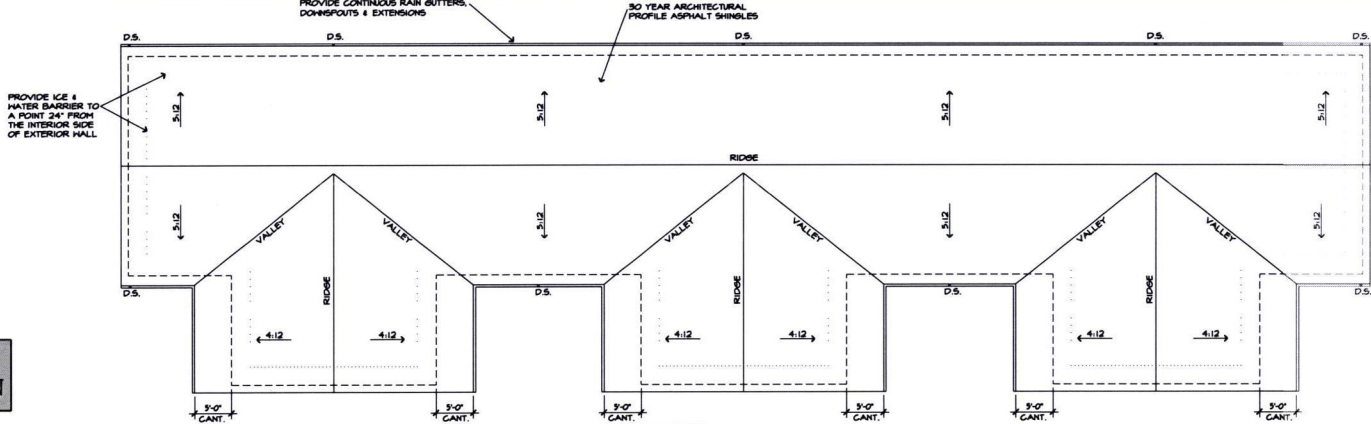 PROVIDE CONTINUOUS RAIN GUTTERS,
DOWNSPOUTS & EXTENSIONS
30 YEAR ARCHITECTURAL
PROFILE ASPHALT SHINGLES
D.S.
D.S.
D.S.
D.S.
D.S.
PROVIDE ICE &
WATER BARRIER TO
A POINT 24" FROM
THE INTERIOR SIDE
OF EXTERIOR WALL
5:12
5:12
5:12
5:12
RIDGE
5:12
5:12
5:12
5:12
VALLEY
VALLEY
VALLEY
VALLEY
VALLEY
VALLEY
RIDGE
RIDGE
RIDGE
D.S.
D.S.
D.S.
D.S.
4:12
4:12
4:12
4:12
4:12
4:12
5'-0"
CANT.
5'-0"
CANT.
5'-0"
CANT.
5'-0"
CANT.
5'-0"
CANT.
5'-0"
CANT.